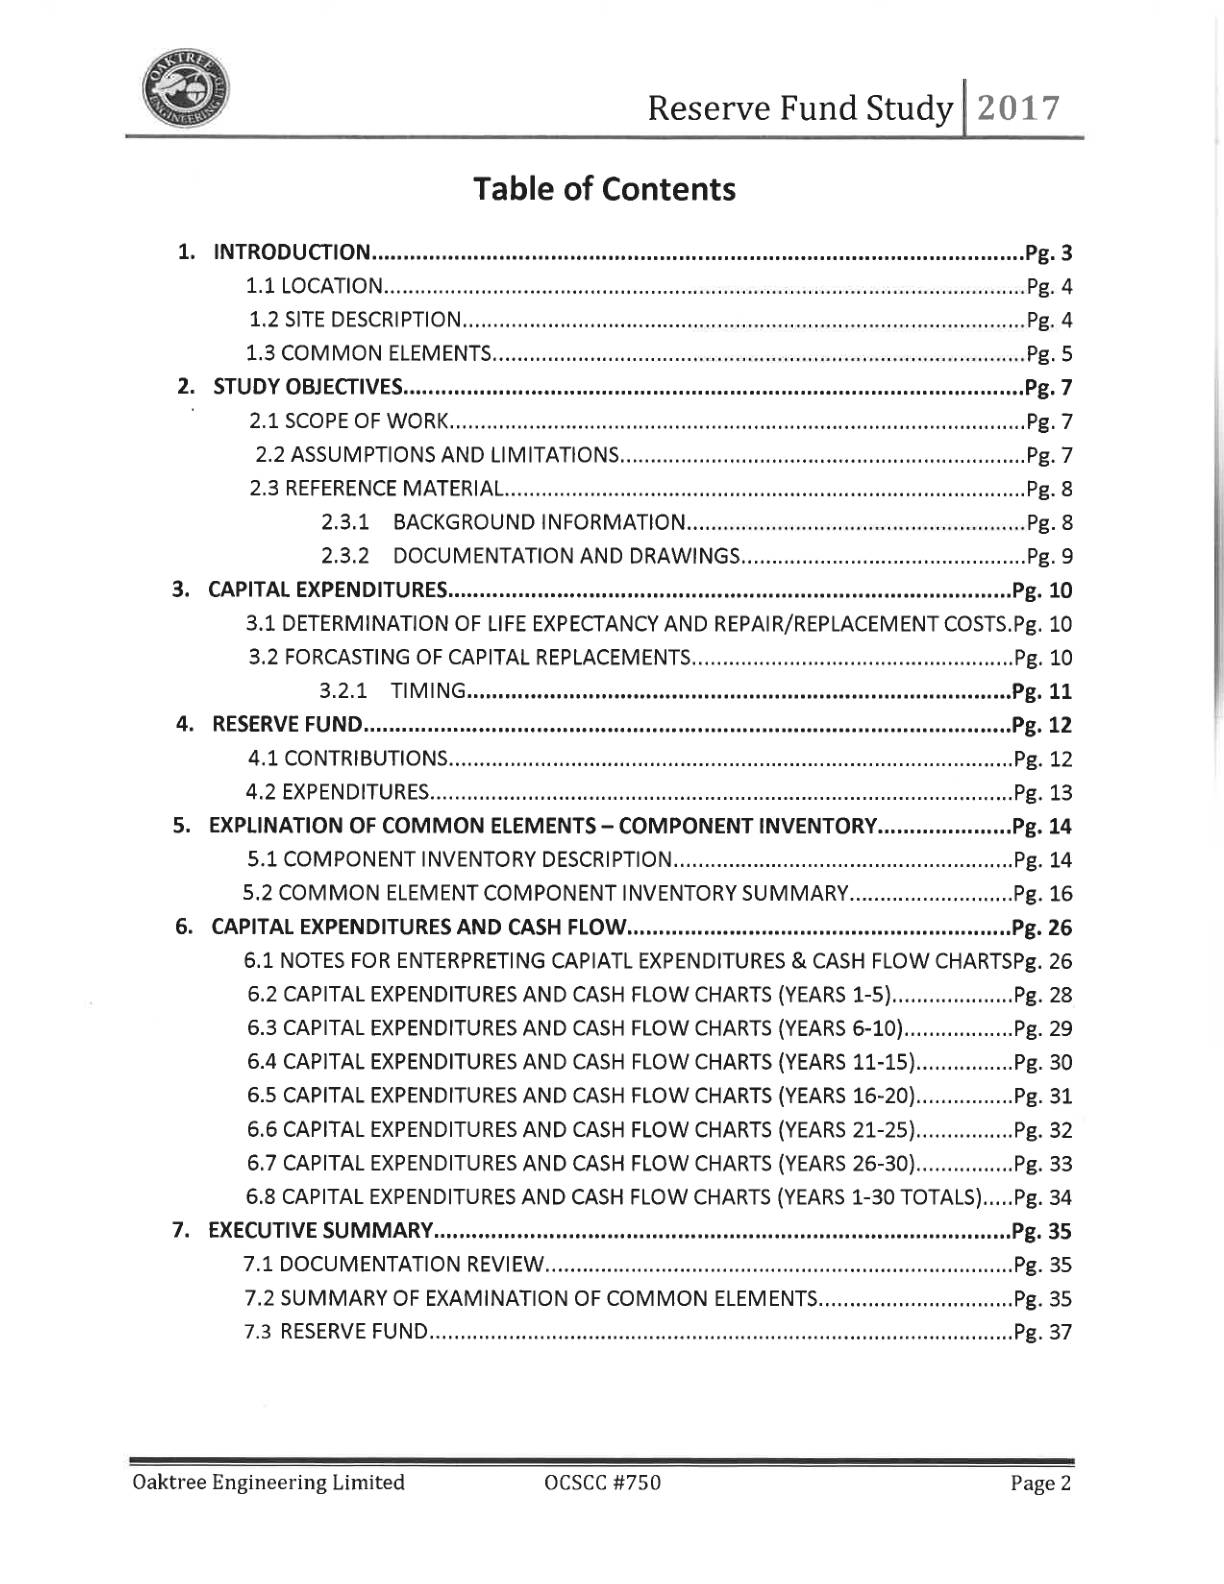 OAKTREE
ENGINEERING LTD
Reserve Fund Study 2017
Table of Contents
1. INTRODUCTION........Pg. 3
1.1 LOCATION........Pg. 4
1.2 SITE DESCRIPTION........Pg. 4
1.3 COMMON ELEMENTS........Pg. 5
2. STUDY OBJECTIVES........Pg. 7
2.1 SCOPE OF WORK........Pg. 7
2.2 ASSUMPTIONS AND LIMITATIONS........Pg. 7
2.3 REFERENCE MATERIAL........Pg. 8
2.3.1 BACKGROUND INFORMATION........Pg. 8
2.3.2 DOCUMENTATION AND DRAWINGS........Pg. 9
3. CAPITAL EXPENDITURES........Pg. 10
3.1 DETERMINATION OF LIFE EXPECTANCY AND REPAIR/REPLACEMENT COSTS.Pg. 10
3.2 FORCASTING OF CAPITAL REPLACEMENTS........Pg. 10
3.2.1 TIMING........Pg. 11
4. RESERVE FUND........Pg. 12
4.1 CONTRIBUTIONS........Pg. 12
4.2 EXPENDITURES........Pg. 13
5. EXPLINATION OF COMMON ELEMENTS – COMPONENT INVENTORY........Pg. 14
5.1 COMPONENT INVENTORY DESCRIPTION........Pg. 14
5.2 COMMON ELEMENT COMPONENT INVENTORY SUMMARY........Pg. 16
6. CAPITAL EXPENDITURES AND CASH FLOW........Pg. 26
6.1 NOTES FOR ENTERPRETING CAPIATL EXPENDITURES & CASH FLOW CHARTSPg. 26
6.2 CAPITAL EXPENDITURES AND CASH FLOW CHARTS (YEARS 1-5)........Pg. 28
6.3 CAPITAL EXPENDITURES AND CASH FLOW CHARTS (YEARS 6-10)........Pg. 29
6.4 CAPITAL EXPENDITURES AND CASH FLOW CHARTS (YEARS 11-15)........Pg. 30
6.5 CAPITAL EXPENDITURES AND CASH FLOW CHARTS (YEARS 16-20)........Pg. 31
6.6 CAPITAL EXPENDITURES AND CASH FLOW CHARTS (YEARS 21-25)........Pg. 32
6.7 CAPITAL EXPENDITURES AND CASH FLOW CHARTS (YEARS 26-30)........Pg. 33
6.8 CAPITAL EXPENDITURES AND CASH FLOW CHARTS (YEARS 1-30 TOTALS).....Pg. 34
7. EXECUTIVE SUMMARY........Pg. 35
7.1 DOCUMENTATION REVIEW........Pg. 35
7.2 SUMMARY OF EXAMINATION OF COMMON ELEMENTS........Pg. 35
7.3 RESERVE FUND........Pg. 37
Oaktree Engineering Limited OCSCC #750 Page 2